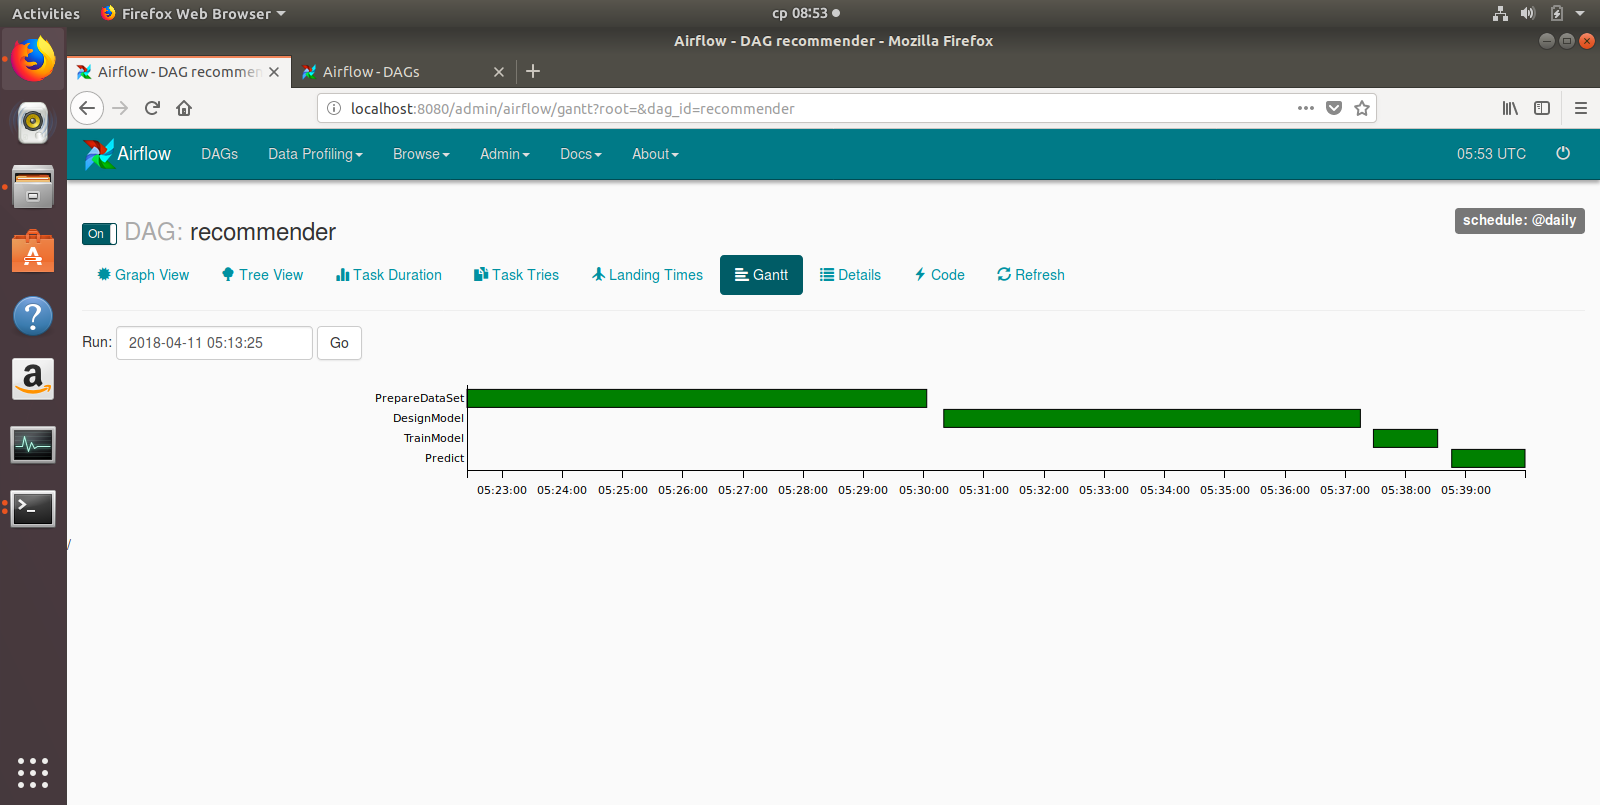 Activities Firefox Web Browser ср 08:53
Airflow - DAG recommender - Mozilla Firefox
Airflow - DAG recommen Airflow - DAGs
localhost:8080/admin/airflow/gantt?root=&dag_id=recommender
Airflow DAGs Data Profiling Browse Admin Docs About 05:53 UTC
On DAG: recommender schedule: @daily
Graph View Tree View Task Duration Task Tries Landing Times Gantt Details Code Refresh
Run: 2018-04-11 05:13:25 Go
PrepareDataSet
DesignModel
TrainModel
Predict
05:23:00 05:24:00 05:25:00 05:26:00 05:27:00 05:28:00 05:29:00 05:30:00 05:31:00 05:32:00 05:33:00 05:34:00 05:35:00 05:36:00 05:37:00 05:38:00 05:39:00
/